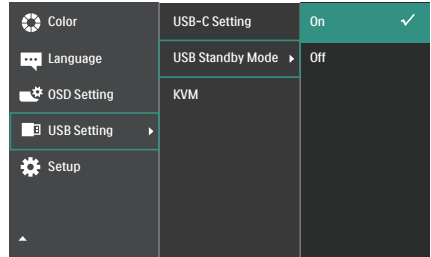 Color
Language
OSD Setting
USB Setting
Setup
USB-C Setting
USB Standby Mode
KVM
On
Off